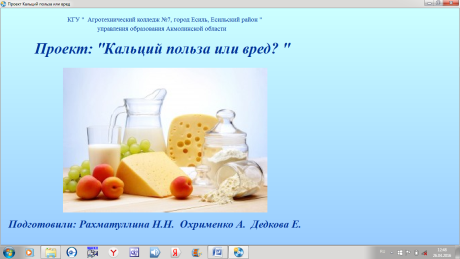 Проект Кальций польза или вред
КГУ " Агротехнический колледж №7, город Есиль, Есильский район "
управления образования Акмолинской области
Проект: "Кальций польза или вред? "
Подготовили: Рахматуллина И.Н. Охрименко А. Дедкова Е.